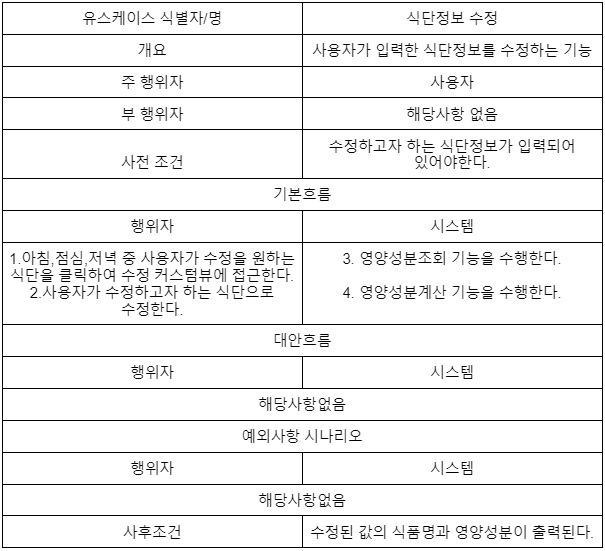 유스케이스 식별자/명
식단정보 수정
개요
사용자가 입력한 식단정보를 수정하는 기능
주 행위자
사용자
부 행위자
해당사항 없음
사전 조건
수정하고자 하는 식단정보가 입력되어
있어야한다.
기본흐름
행위자
시스템
1.아침,점심,저녁 중 사용자가 수정을 원하는
식단을 클릭하여 수정 커스텀뷰에 접근한다.
2.사용자가 수정하고자 하는 식단으로
수정한다.
3. 영양성분조회 기능을 수행한다.
4. 영양성분계산 기능을 수행한다.
대안흐름
행위자
시스템
해당사항없음
예외사항 시나리오
행위자
시스템
해당사항없음
사후조건
수정된 값의 식품명과 영양성분이 출력된다.